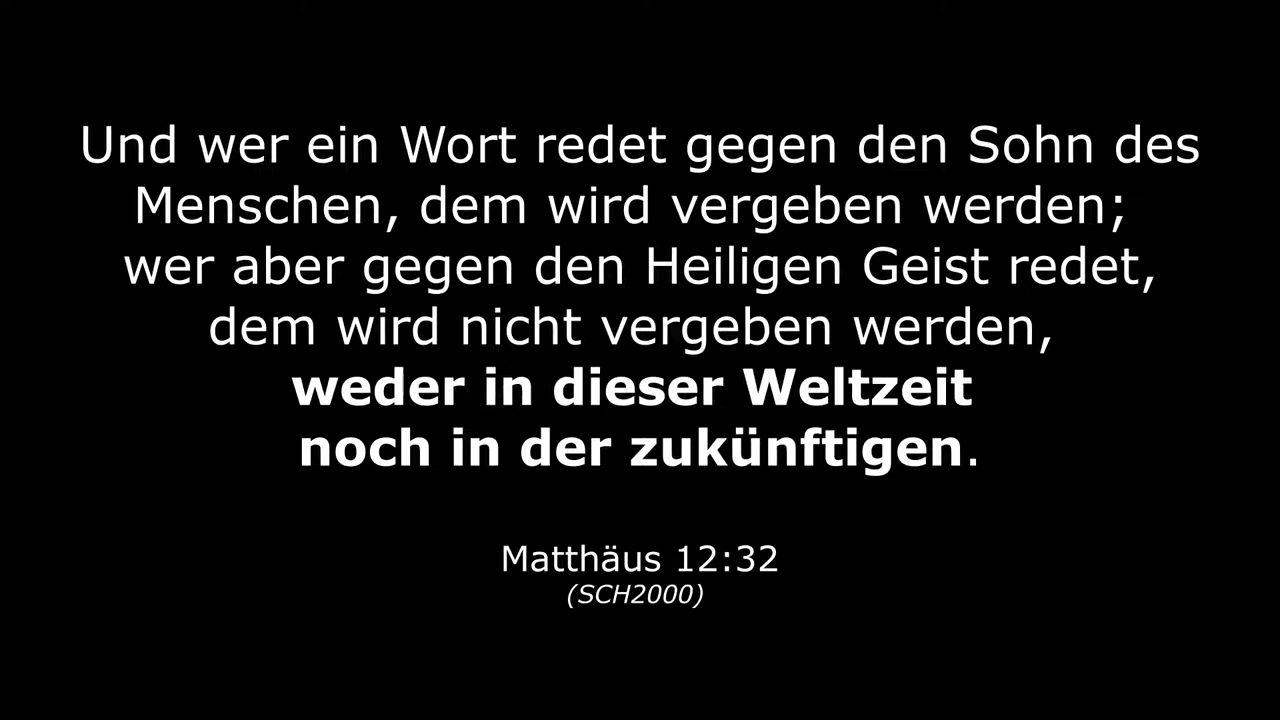 Und wer ein Wort redet gegen den Sohn des
Menschen, dem wird vergeben werden;
wer aber gegen den Heiligen Geist redet,
dem wird nicht vergeben werden,
weder in dieser Weltzeit
noch in der zukünftigen.
Matthäus 12:32
(SCH2000)